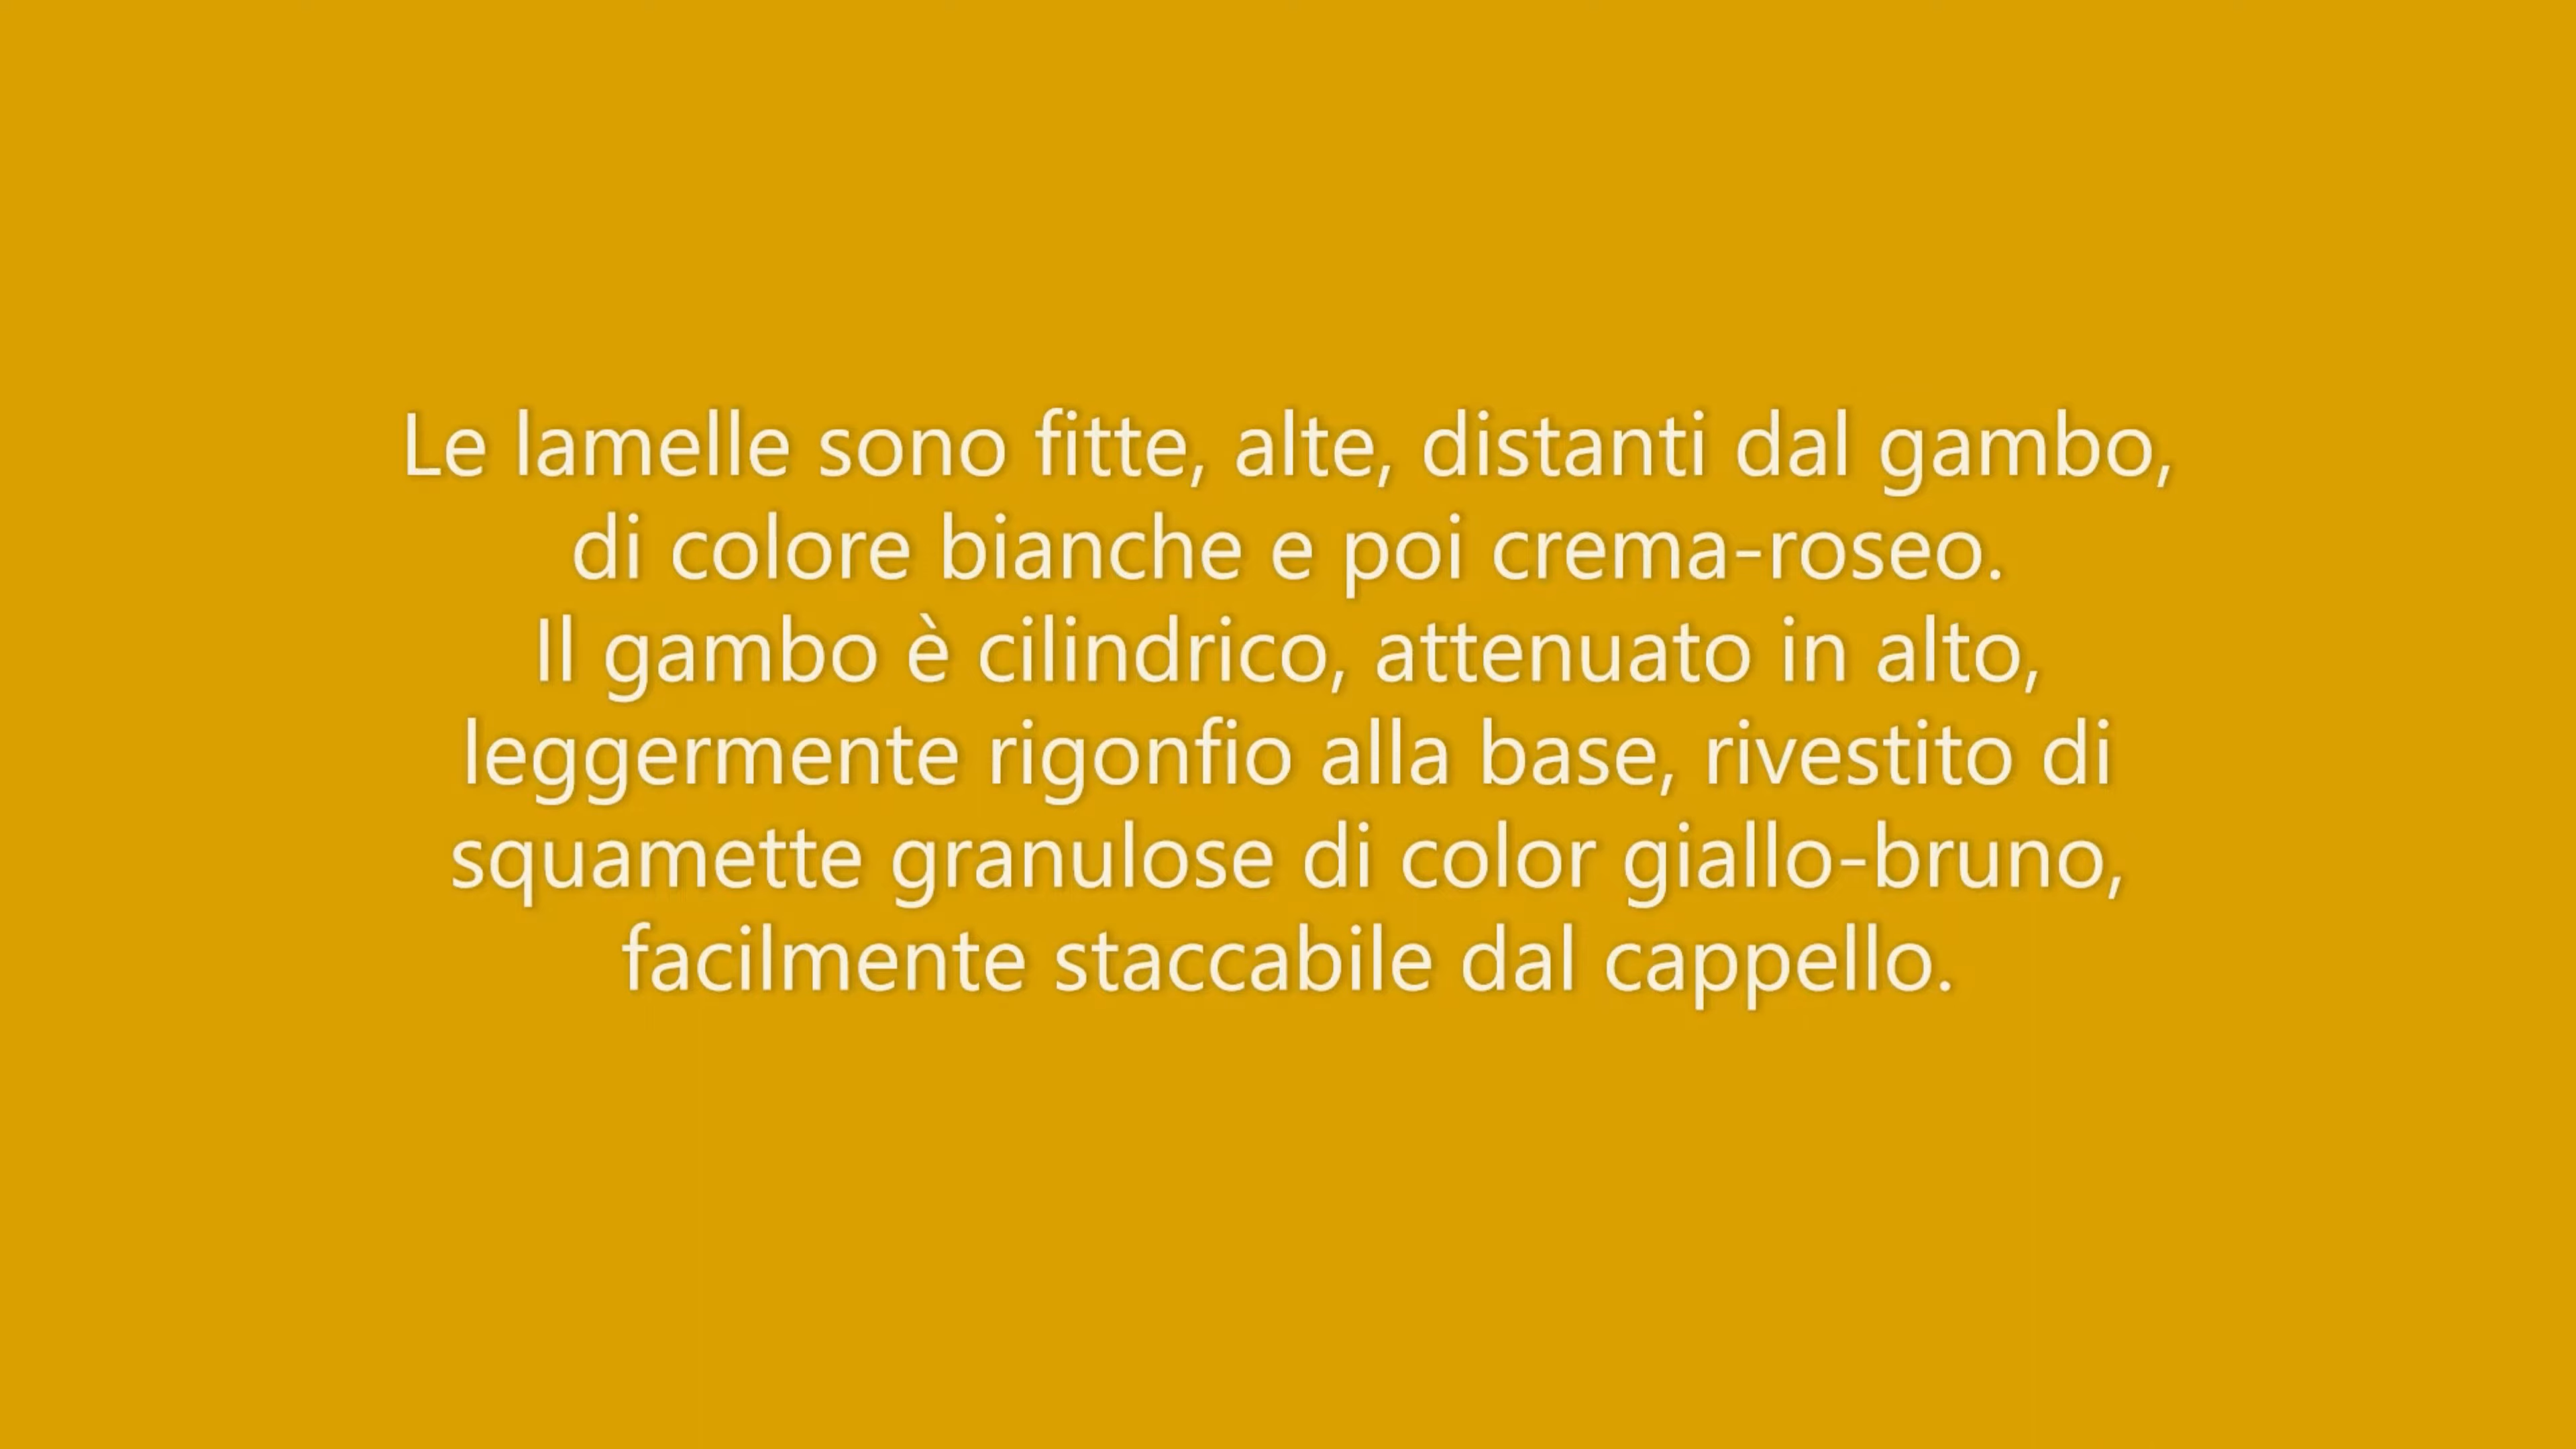 Le lamelle sono fitte, alte, distanti dal gambo,
di colore bianche e poi crema-roseo.
Il gambo è cilindrico, attenuato in alto,
leggermente rigonfio alla base, rivestito di
squamette granulose di color giallo-bruno,
facilmente staccabile dal cappello.